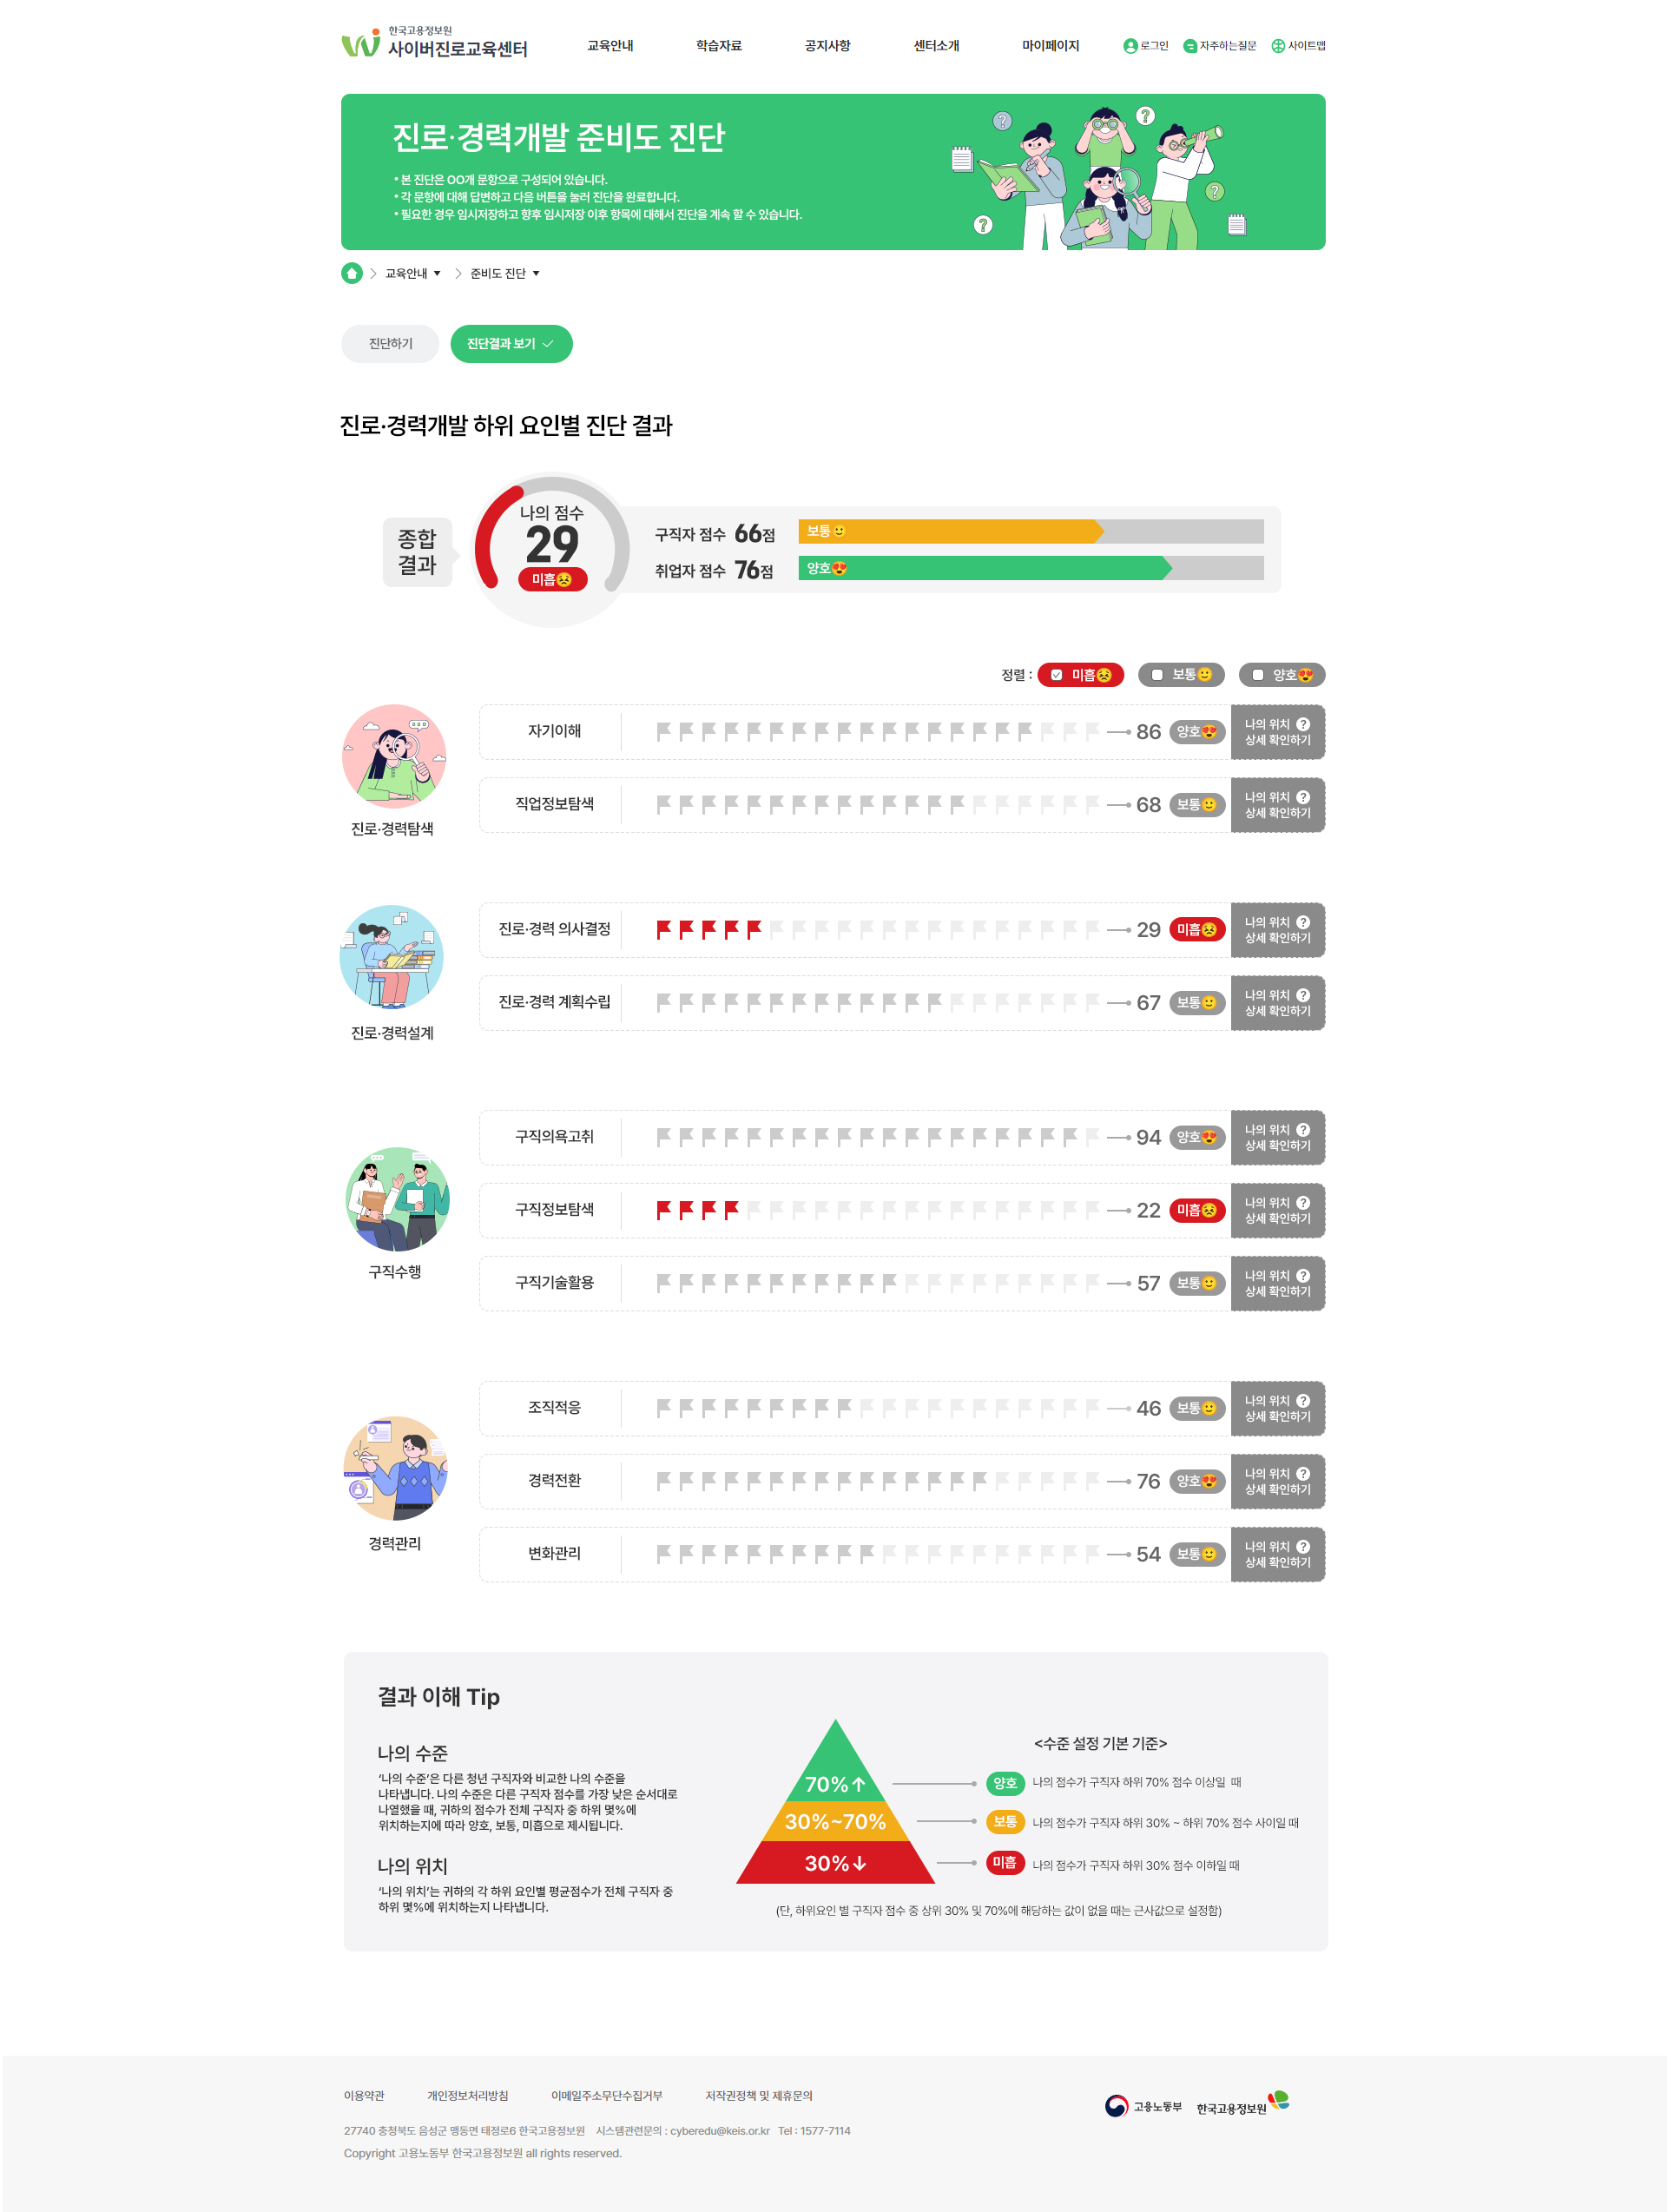 한국고용정보원
사이버진로교육센터
교육안내 학습자료 공지사항 센터소개 마이페이지 로그인 자주하는질문 사이트맵
진로·경력개발 준비도 진단
* 본 진단은 OO개 문항으로 구성되어 있습니다.
* 각 문항에 대해 답변하고 다음 버튼을 눌러 진단을 완료합니다.
* 필요한 경우 임시저장하고 향후 임시저장 이후 항목에 대해서 진단을 계속 할 수 있습니다.
교육안내 준비도 진단
진단하기 진단결과 보기
진로·경력개발 하위 요인별 진단 결과
종합
결과
나의 점수
29
미흡😣
구직자 점수 66점 보통🙂
취업자 점수 76점 양호😍
정렬 : 미흡😣 보통🙂 양호😍
자기이해 86 양호😍 나의 위치 ?
상세 확인하기
직업정보탐색 68 보통🙂 나의 위치 ?
상세 확인하기
진로·경력탐색
진로·경력 의사결정 29 미흡😣 나의 위치 ?
상세 확인하기
진로·경력 계획수립 67 보통🙂 나의 위치 ?
상세 확인하기
진로·경력설계
구직의욕고취 94 양호😍 나의 위치 ?
상세 확인하기
구직정보탐색 22 미흡😣 나의 위치 ?
상세 확인하기
구직수행
구직기술활용 57 보통🙂 나의 위치 ?
상세 확인하기
조직적응 46 보통🙂 나의 위치 ?
상세 확인하기
경력전환 76 양호😍 나의 위치 ?
상세 확인하기
경력관리
변화관리 54 보통🙂 나의 위치 ?
상세 확인하기
결과 이해 Tip
나의 수준
‘나의 수준’은 다른 청년 구직자와 비교한 나의 수준을
나타냅니다. 나의 수준은 다른 구직자 점수를 가장 낮은 순서대로
나열했을 때, 귀하의 점수가 전체 구직자 중 하위 몇%에
위치하는지에 따라 양호, 보통, 미흡으로 제시됩니다.
나의 위치
‘나의 위치’는 귀하의 각 하위 요인별 평균점수가 전체 구직자 중
하위 몇%에 위치하는지 나타냅니다.
<수준 설정 기본 기준>
70%↑ 양호 나의 점수가 구직자 하위 70% 점수 이상일 때
30%~70% 보통 나의 점수가 구직자 하위 30% ~ 하위 70% 점수 사이일 때
30%↓ 미흡 나의 점수가 구직자 하위 30% 점수 이하일 때
(단, 하위요인 별 구직자 점수 중 상위 30% 및 70%에 해당하는 값이 없을 때는 근사값으로 설정함)
이용약관 개인정보처리방침 이메일주소무단수집거부 저작권정책 및 제휴문의
고용노동부 한국고용정보원
27740 충청북도 음성군 맹동면 태정로6 한국고용정보원 시스템관련문의 : cyberedu@keis.or.kr Tel : 1577-7114
Copyright 고용노동부 한국고용정보원 all rights reserved.